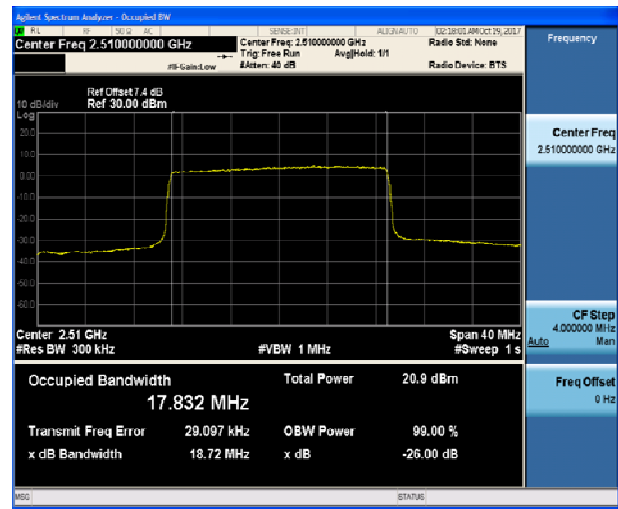 Agilent Spectrum Analyzer - Occupied BW
RL RF 50 Ω AC SENSE:INT ALIGN AUTO 02:18:01 AM Oct 19, 2017
Center Freq 2.510000000 GHz
Center Freq: 2.510000000 GHz
Radio Std: None
Trig: Free Run Avg|Hold: 1/1
#IF-Gain:Low #Atten: 40 dB Radio Device: BTS
Frequency
Ref Offset 7.4 dB
10 dB/div Ref 30.00 dBm
Log
20.0
10.0
0.00
-10.0
-20.0
-30.0
-40.0
-50.0
-60.0
Center 2.51 GHz Span 40 MHz
#Res BW 300 kHz #VBW 1 MHz #Sweep 1 s
Occupied Bandwidth Total Power 20.9 dBm
17.832 MHz
Transmit Freq Error 29.097 kHz OBW Power 99.00 %
x dB Bandwidth 18.72 MHz x dB -26.00 dB
Center Freq
2.510000000 GHz
CF Step
4.000000 MHz
Auto Man
Freq Offset
0 Hz
MSG STATUS